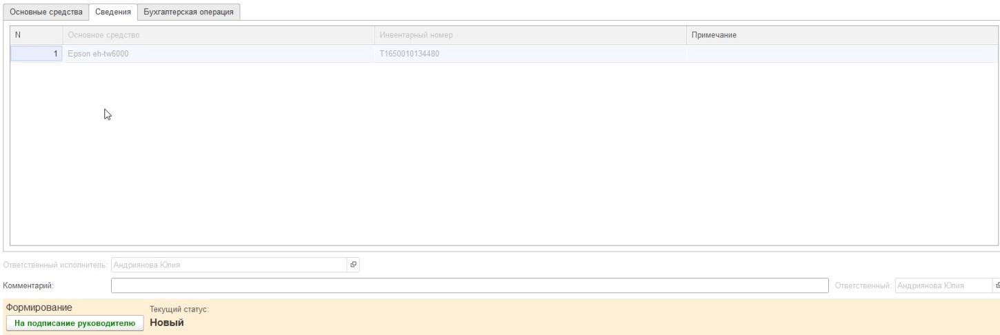 Основные средства Сведения Бухгалтерская операция
N Основное средство Инвентарный номер Примечание
1 Epson eh-tw6000 T1650010134480
Ответственный исполнитель: Андриянова Юлия
Комментарий: Ответственный: Андриянова Юлия
Формирование Текущий статус:
На подписание руководителю Новый